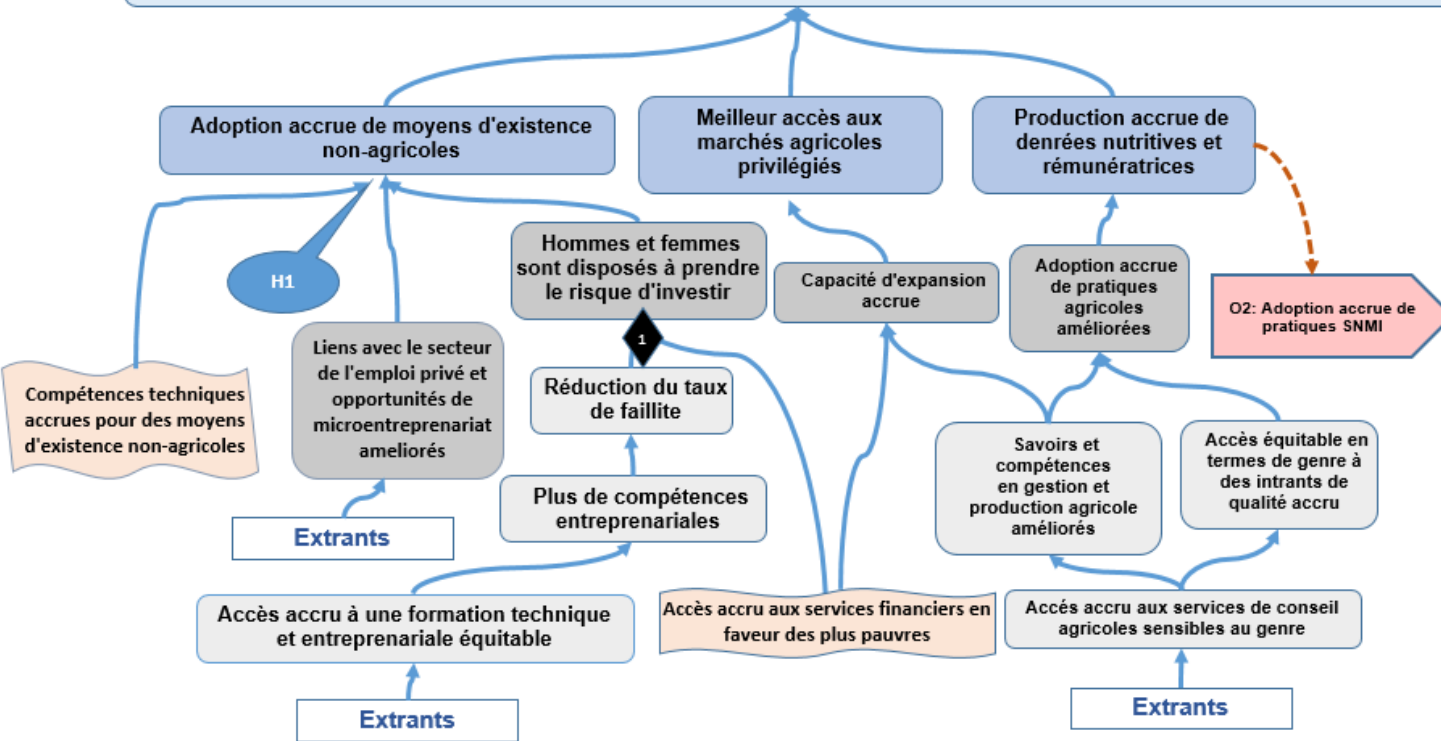 Adoption accrue de moyens d'existence
non-agricoles
Meilleur accès aux
marchés agricoles
privilégiés
Production accrue de
denrées nutritives et
rémunératrices
H1
Hommes et femmes
sont disposés à prendre
le risque d'investir
Capacité d'expansion
accrue
Adoption accrue
de pratiques
agricoles
améliorées
O2: Adoption accrue de
pratiques SNMI
1
Liens avec le secteur
de l'emploi privé et
opportunités de
microentreprenariat
ameliorés
Compétences techniques
accrues pour des moyens
d'existence non-agricoles
Réduction du taux
de faillite
Savoirs et
compétences
en gestion et
production agricole
améliorés
Accès équitable en
termes de genre à
des intrants de
qualité accru
Plus de compétences
entreprenariales
Extrants
Accès accru à une formation technique
et entreprenariale équitable
Accès accru aux services financiers en
faveur des plus pauvres
Accés accru aux services de conseil
agricoles sensibles au genre
Extrants
Extrants